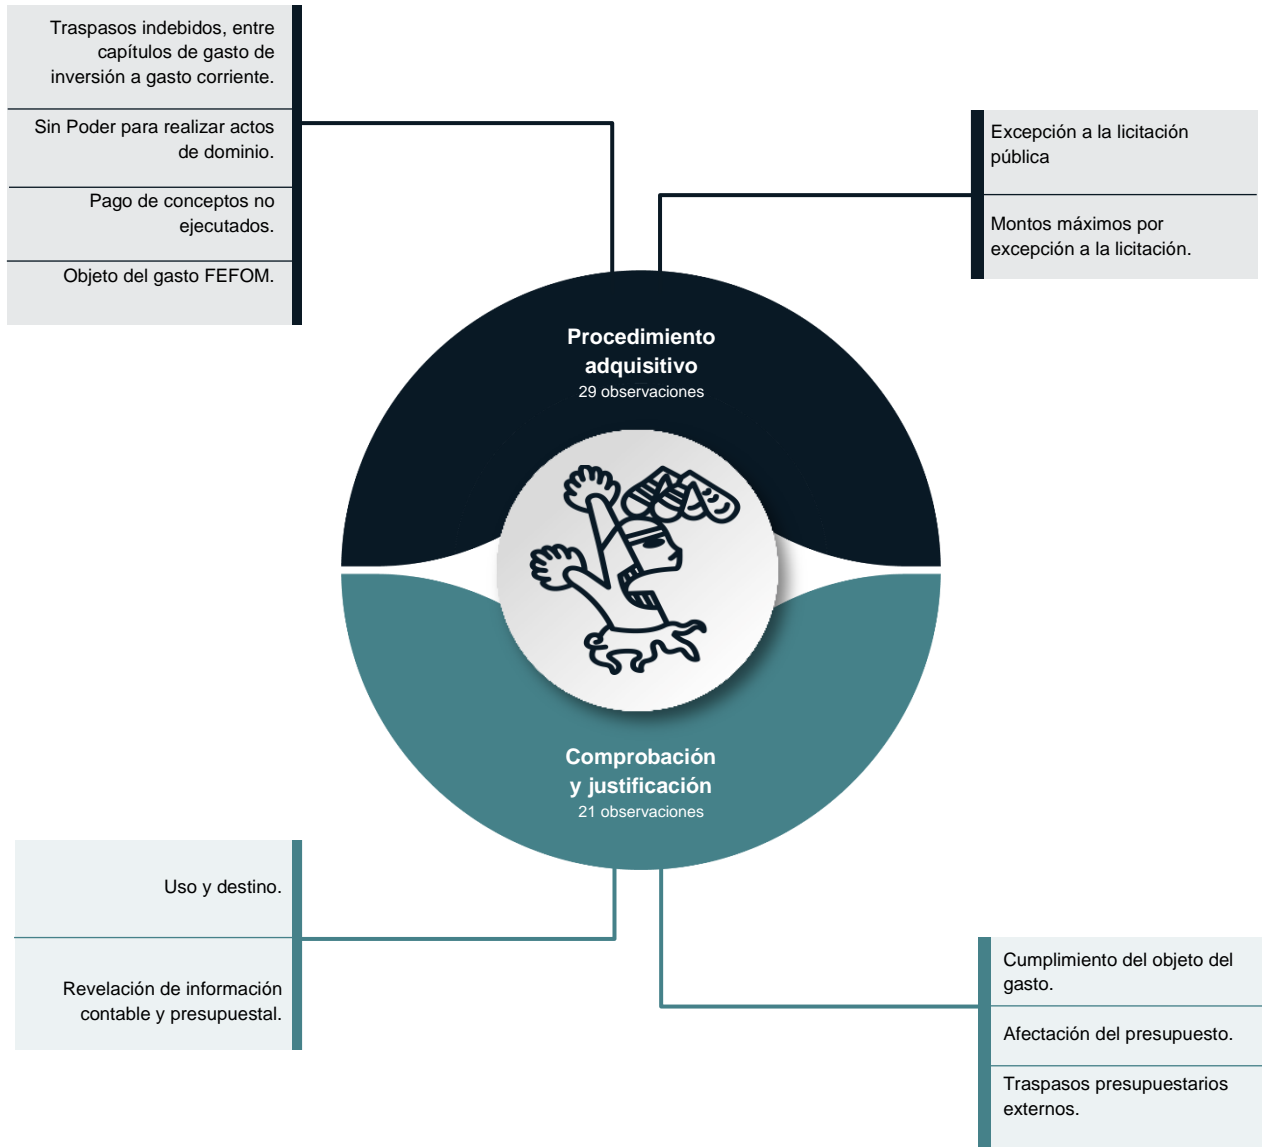 Traspasos indebidos, entre
capítulos de gasto de
inversión a gasto corriente.
Sin Poder para realizar actos
de dominio.
Pago de conceptos no
ejecutados.
Objeto del gasto FEFOM.
Excepción a la licitación
pública
Montos máximos por
excepción a la licitación.
Procedimiento
adquisitivo
29 observaciones
Comprobación
y justificación
21 observaciones
Uso y destino.
Revelación de información
contable y presupuestal.
Cumplimiento del objeto del
gasto.
Afectación del presupuesto.
Traspasos presupuestarios
externos.